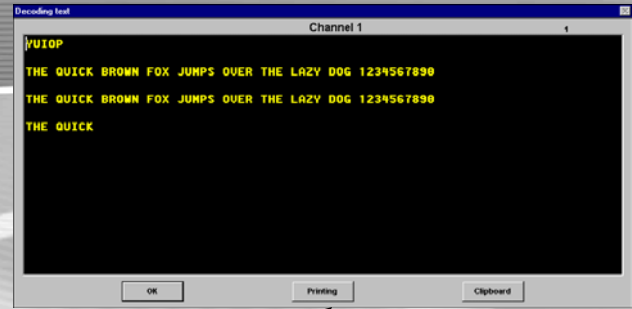 Decoding text
Channel 1 1
YUIOP
THE QUICK BROWN FOX JUMPS OVER THE LAZY DOG 1234567890
THE QUICK BROWN FOX JUMPS OVER THE LAZY DOG 1234567890
THE QUICK
OK Printing Clipboard